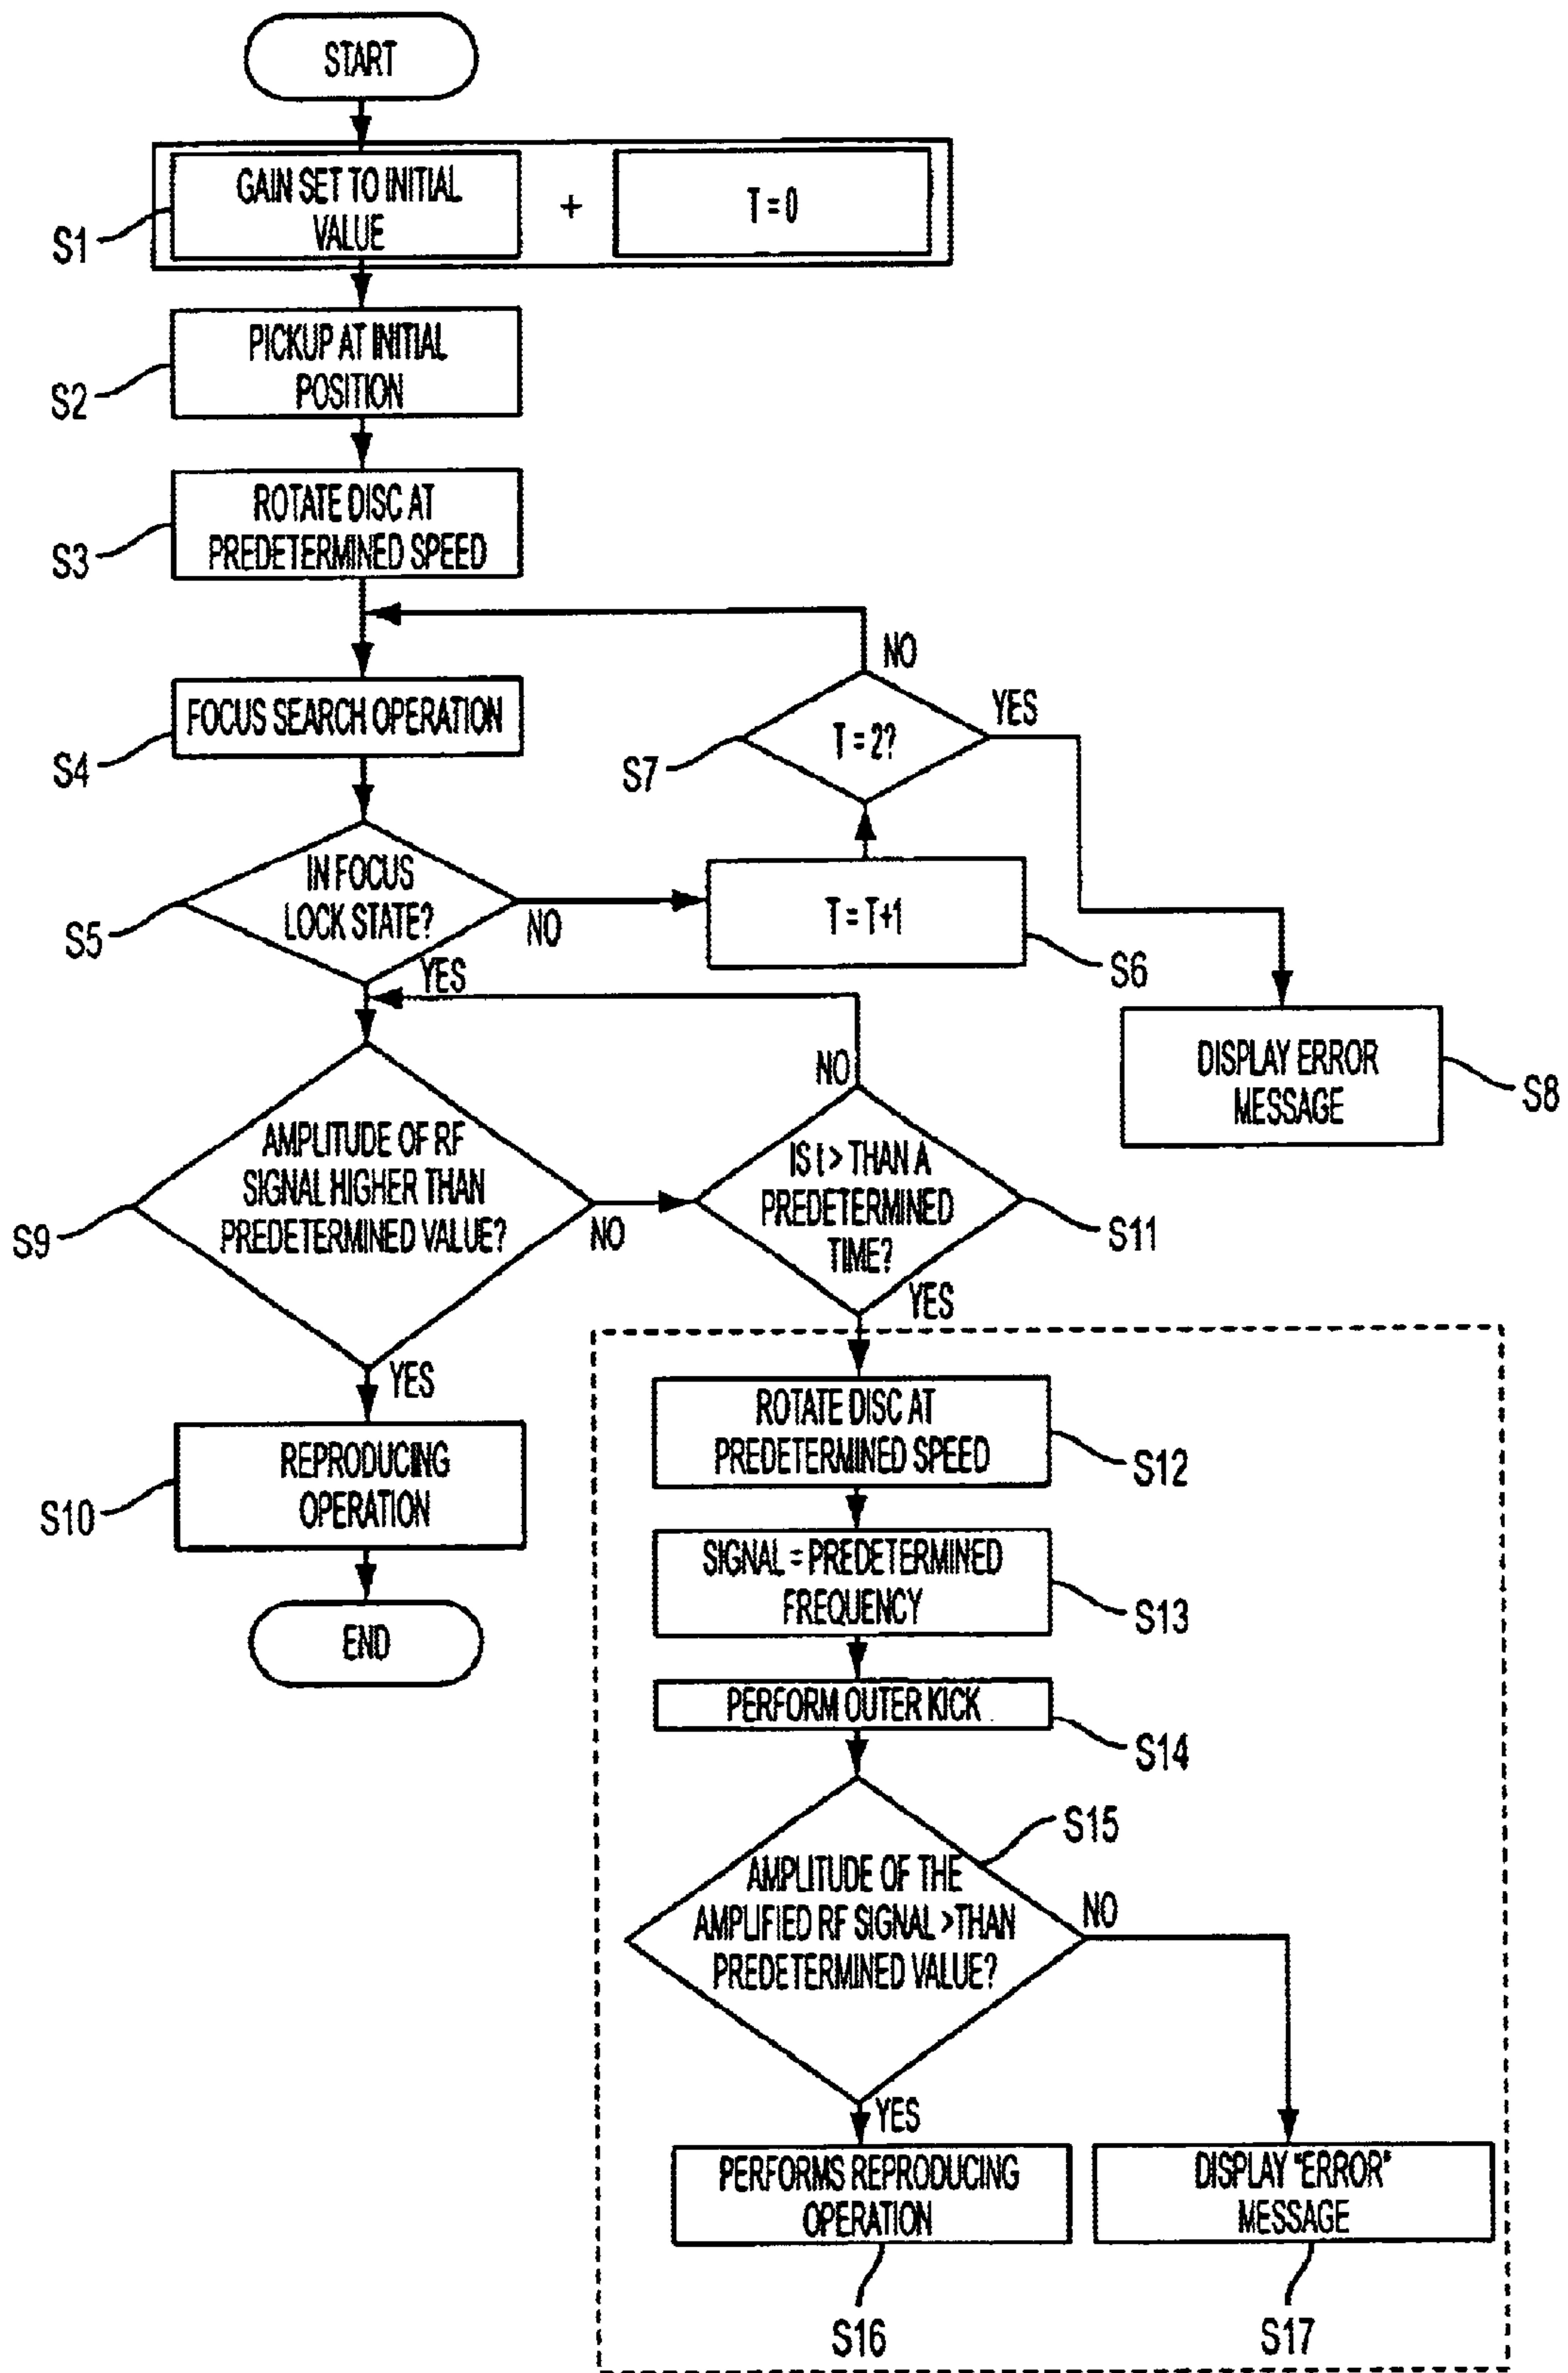 START
GAIN SET TO INITIAL
VALUE
+
T = 0
S1
PICKUP AT INITIAL
POSITION
S2
ROTATE DISC AT
PREDETERMINED SPEED
S3
NO
YES
FOCUS SEARCH OPERATION
S4
T = 2?
S7
IN FOCUS
LOCK STATE?
S5
NO
T = T+1
S6
YES
DISPLAY ERROR
MESSAGE
S8
NO
AMPLITUDE OF RF
SIGNAL HIGHER THAN
PREDETERMINED VALUE?
S9
NO
IS t > THAN A
PREDETERMINED
TIME?
S11
YES
YES
REPRODUCING
OPERATION
S10
END
ROTATE DISC AT
PREDETERMINED SPEED
S12
SIGNAL = PREDETERMINED
FREQUENCY
S13
PERFORM OUTER KICK
S14
S15
AMPLITUDE OF THE
AMPLIFIED RF SIGNAL >THAN
PREDETERMINED VALUE?
NO
YES
PERFORMS REPRODUCING
OPERATION
S16
DISPLAY "ERROR"
MESSAGE
S17